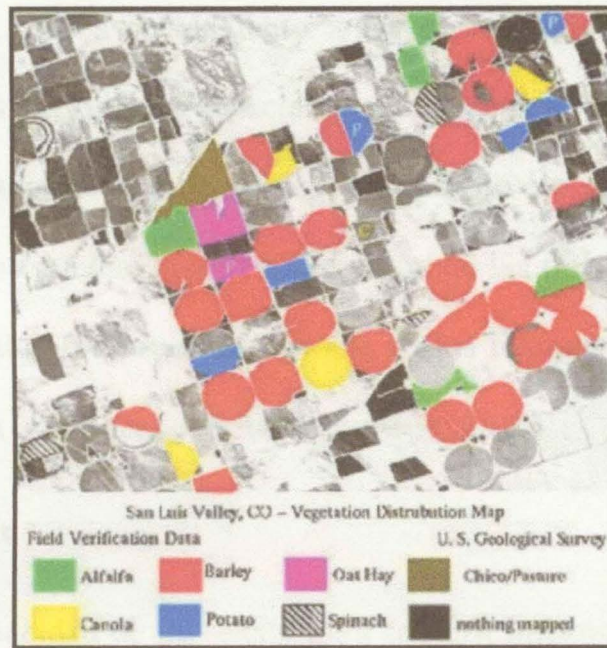 P
P
San Luis Valley, CO – Vegetation Distrubution Map
Field Verification Data U. S. Geological Survey
Alfalfa Barley Oat Hay Chico/Pasture
Canola Potato Spinach nothing mapped